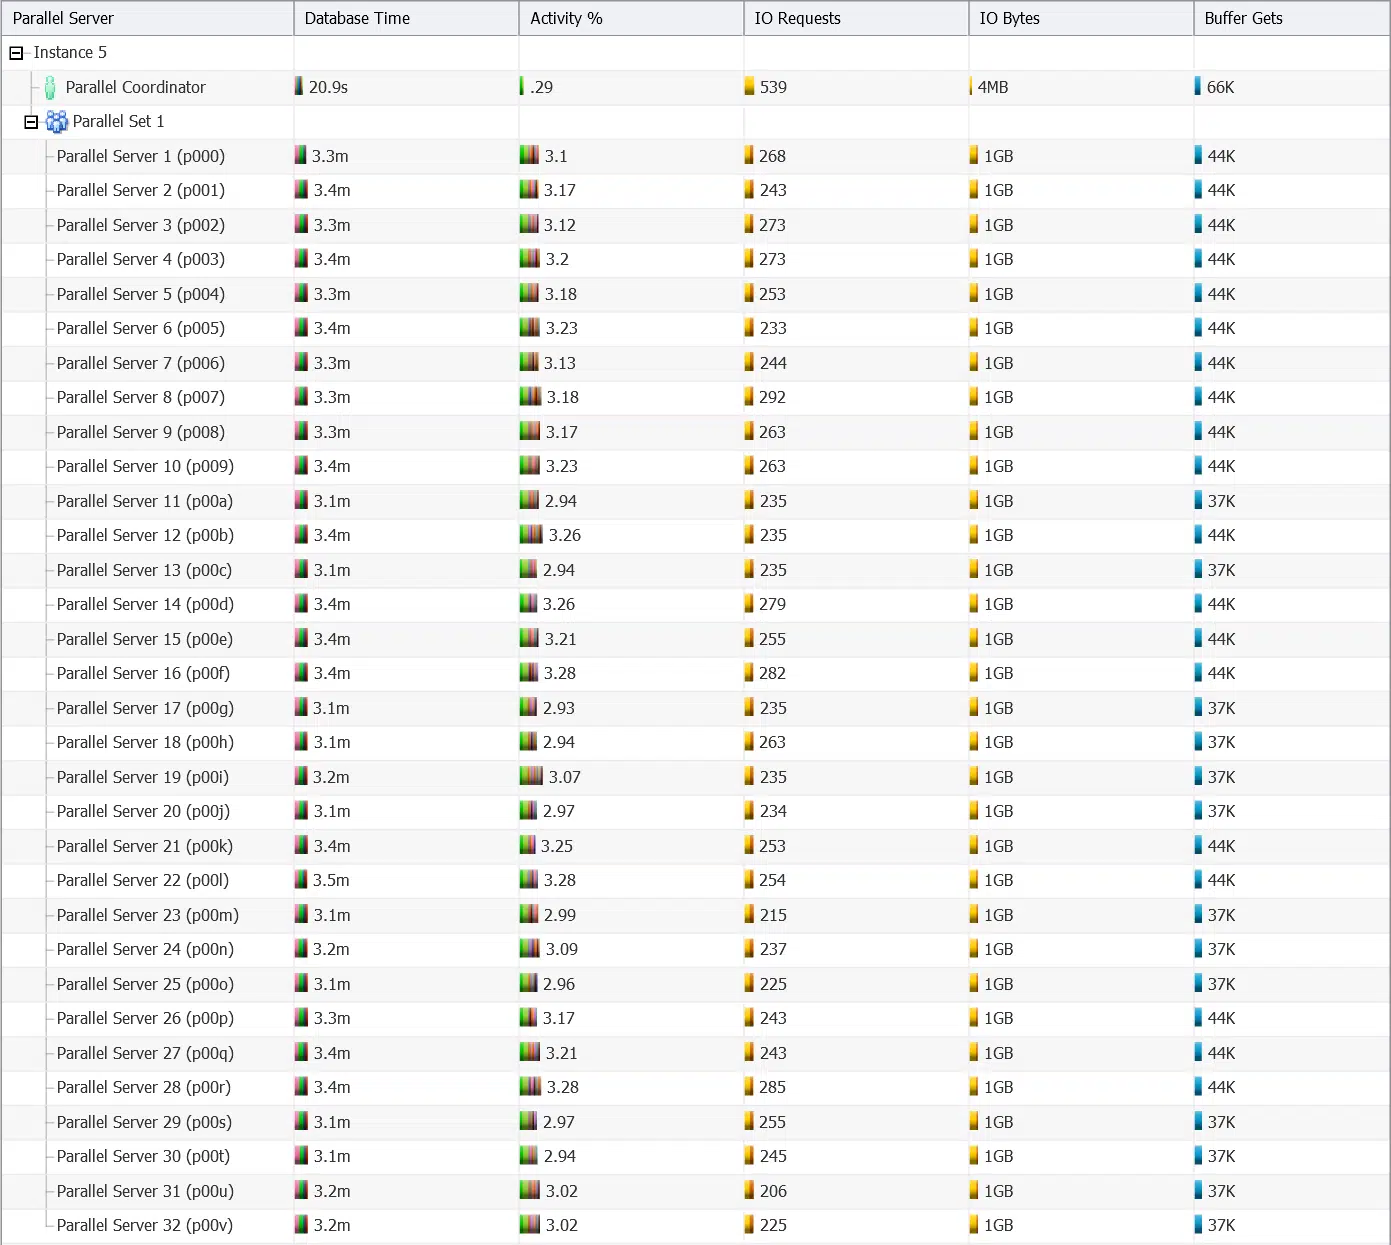 Parallel Server Database Time Activity % IO Requests IO Bytes Buffer Gets
Instance 5
Parallel Coordinator 20.9s .29 539 4MB 66K
Parallel Set 1
Parallel Server 1 (p000) 3.3m 3.1 268 1GB 44K
Parallel Server 2 (p001) 3.4m 3.17 243 1GB 44K
Parallel Server 3 (p002) 3.3m 3.12 273 1GB 44K
Parallel Server 4 (p003) 3.4m 3.2 273 1GB 44K
Parallel Server 5 (p004) 3.3m 3.18 253 1GB 44K
Parallel Server 6 (p005) 3.4m 3.23 233 1GB 44K
Parallel Server 7 (p006) 3.3m 3.13 244 1GB 44K
Parallel Server 8 (p007) 3.3m 3.18 292 1GB 44K
Parallel Server 9 (p008) 3.3m 3.17 263 1GB 44K
Parallel Server 10 (p009) 3.4m 3.23 263 1GB 44K
Parallel Server 11 (p00a) 3.1m 2.94 235 1GB 37K
Parallel Server 12 (p00b) 3.4m 3.26 235 1GB 44K
Parallel Server 13 (p00c) 3.1m 2.94 235 1GB 37K
Parallel Server 14 (p00d) 3.4m 3.26 279 1GB 44K
Parallel Server 15 (p00e) 3.4m 3.21 255 1GB 44K
Parallel Server 16 (p00f) 3.4m 3.28 282 1GB 44K
Parallel Server 17 (p00g) 3.1m 2.93 235 1GB 37K
Parallel Server 18 (p00h) 3.1m 2.94 263 1GB 37K
Parallel Server 19 (p00i) 3.2m 3.07 235 1GB 37K
Parallel Server 20 (p00j) 3.1m 2.97 234 1GB 37K
Parallel Server 21 (p00k) 3.4m 3.25 253 1GB 44K
Parallel Server 22 (p00l) 3.5m 3.28 254 1GB 44K
Parallel Server 23 (p00m) 3.1m 2.99 215 1GB 37K
Parallel Server 24 (p00n) 3.2m 3.09 237 1GB 37K
Parallel Server 25 (p00o) 3.1m 2.96 225 1GB 37K
Parallel Server 26 (p00p) 3.3m 3.17 243 1GB 44K
Parallel Server 27 (p00q) 3.4m 3.21 243 1GB 44K
Parallel Server 28 (p00r) 3.4m 3.28 285 1GB 44K
Parallel Server 29 (p00s) 3.1m 2.97 255 1GB 37K
Parallel Server 30 (p00t) 3.1m 2.94 245 1GB 37K
Parallel Server 31 (p00u) 3.2m 3.02 206 1GB 37K
Parallel Server 32 (p00v) 3.2m 3.02 225 1GB 37K